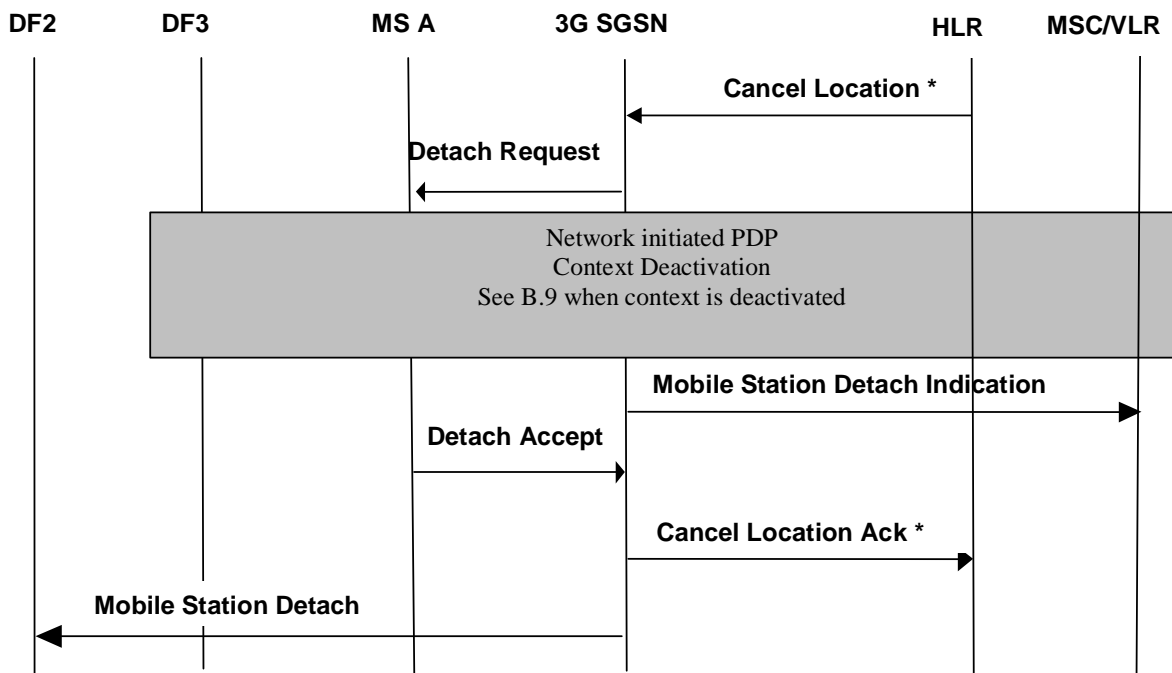 DF2 DF3 MS A 3G SGSN HLR MSC/VLR
Cancel Location *
Detach Request
Network initiated PDP
Context Deactivation
See B.9 when context is deactivated
Mobile Station Detach Indication
Detach Accept
Cancel Location Ack *
Mobile Station Detach